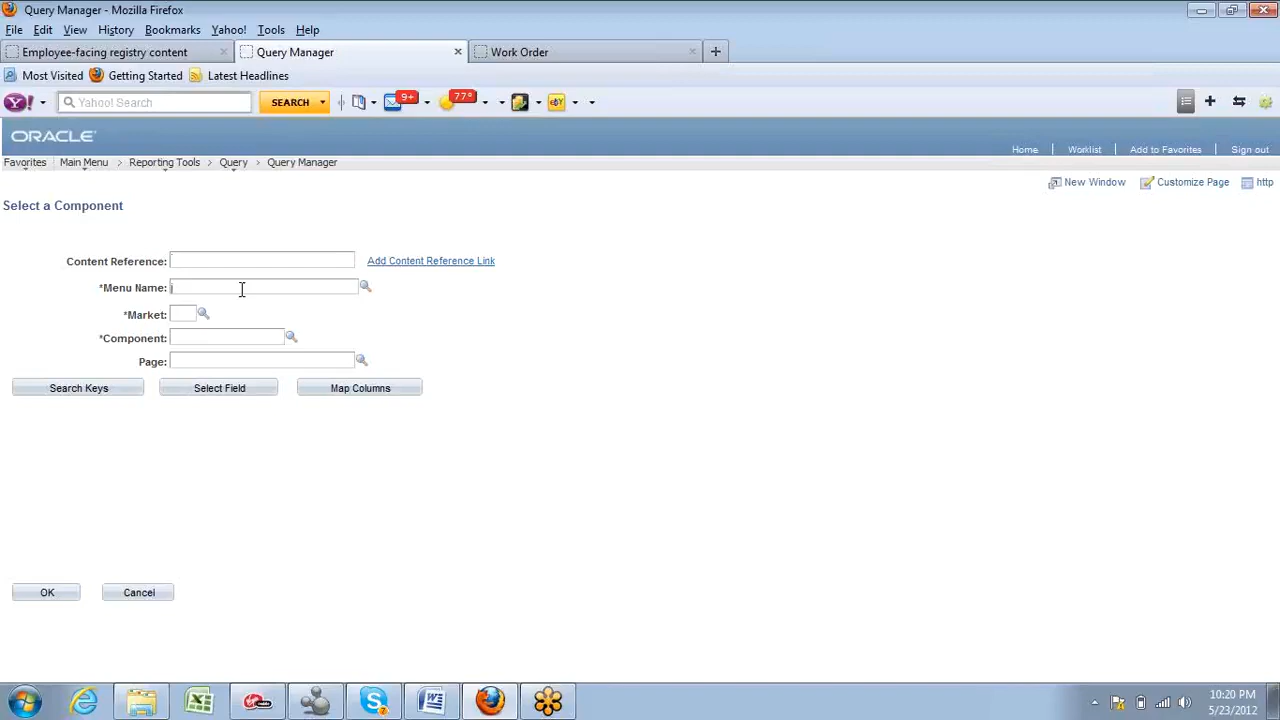 Query Manager - Mozilla Firefox
File Edit View History Bookmarks Yahoo! Tools Help
Employee-facing registry content Query Manager Work Order
Most Visited Getting Started Latest Headlines
Yahoo! Search SEARCH 9+ 77°
ORACLE
Home Worklist Add to Favorites Sign out
Favorites Main Menu > Reporting Tools > Query > Query Manager
New Window Customize Page http
Select a Component
Content Reference: Add Content Reference Link
*Menu Name:
*Market:
*Component:
Page:
Search Keys Select Field Map Columns
OK Cancel
10:20 PM
5/23/2012